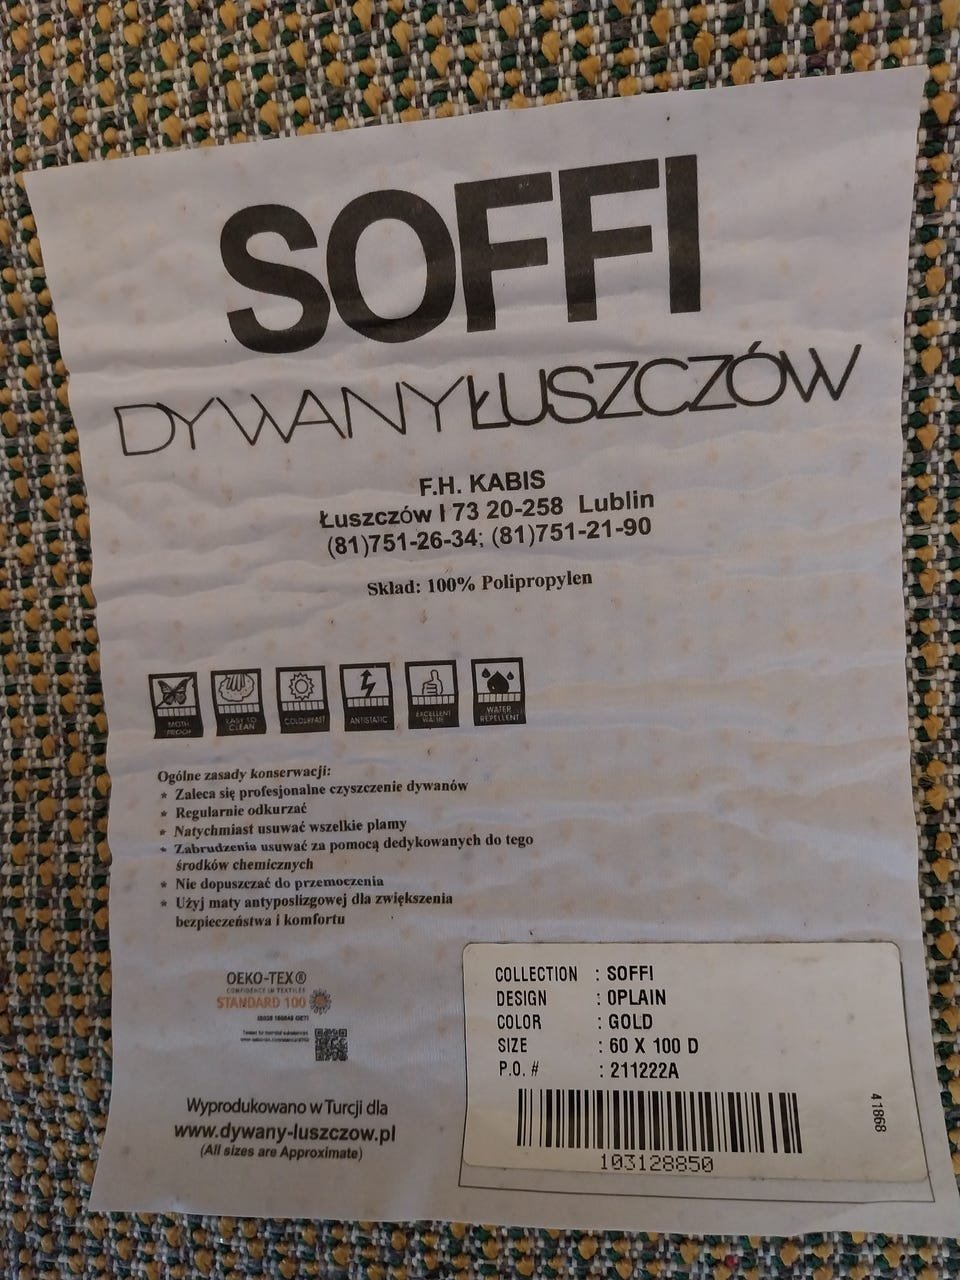 SOFFI
DYWANYŁUSZCZÓW
F.H. KABIS
Łuszczów I 73 20-258 Lublin
(81)751-26-34; (81)751-21-90
Skład: 100% Polipropylen
MOTH PROOF
EASY TO CLEAN
COLORFAST
ANTISTATIC
EXCELLENT VALUE
WATER REPELLENT
Ogólne zasady konserwacji:
* Zaleca się profesjonalne czyszczenie dywanów
* Regularnie odkurzać
* Natychmiast usuwać wszelkie plamy
* Zabrudzenia usuwać za pomocą dedykowanych do tego
środków chemicznych
* Nie dopuszczać do przemoczenia
* Użyj maty antyposlizgowej dla zwiększenia
bezpieczeństwa i komfortu
OEKO-TEX®
CONFIDENCE IN TEXTILES
STANDARD 100
Wyprodukowano w Turcji dla
www.dywany-luszczow.pl
(All sizes are Approximate)
COLLECTION : SOFFI
DESIGN : 0PLAIN
COLOR : GOLD
SIZE : 60 X 100 D
P.O. # : 211222A
103128850
41868